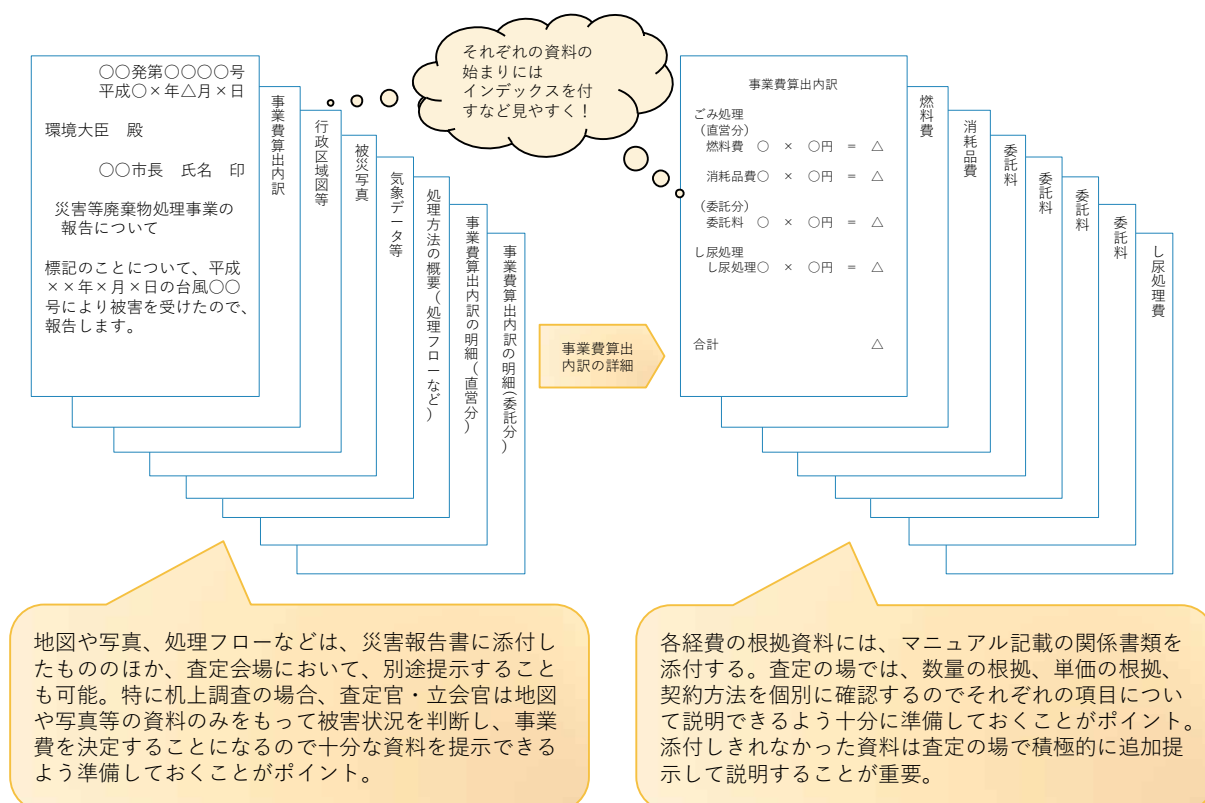 それぞれの資料の
始まりには
インデックスを付
すなど見やすく！
○○発第○○○○号
平成○×年△月×日
環境大臣　殿
○○市長　氏名　印
災害等廃棄物処理事業の
報告について
標記のことについて、平成
××年×月×日の台風○○
号により被害を受けたので、
報告します。
事業費算出内訳
行政区域図等
被災写真
気象データ等
処理方法の概要（処理フローなど）
事業費算出内訳の明細（直営分）
事業費算出内訳の明細（委託分）
事業費算出
内訳の詳細
事業費算出内訳
ごみ処理
（直営分）
燃料費　○　×　○円　＝　△
消耗品費○　×　○円　＝　△
（委託分）
委託料　○　×　○円　＝　△
し尿処理
し尿処理○　×　○円　＝　△
合計　△
燃料費
消耗品費
委託料
委託料
委託料
委託料
し尿処理費
地図や写真、処理フローなどは、災害報告書に添付し
たもののほか、査定会場において、別途提示すること
も可能。特に机上調査の場合、査定官・立会官は地図
や写真等の資料のみをもって被害状況を判断し、事業
費を決定することになるので十分な資料を提示できる
よう準備しておくことがポイント。
各経費の根拠資料には、マニュアル記載の関係書類を
添付する。査定の場では、数量の根拠、単価の根拠、
契約方法を個別に確認するのでそれぞれの項目につい
て説明できるよう十分に準備しておくことがポイント。
添付しきれなかった資料は査定の場で積極的に追加提
示して説明することが重要。